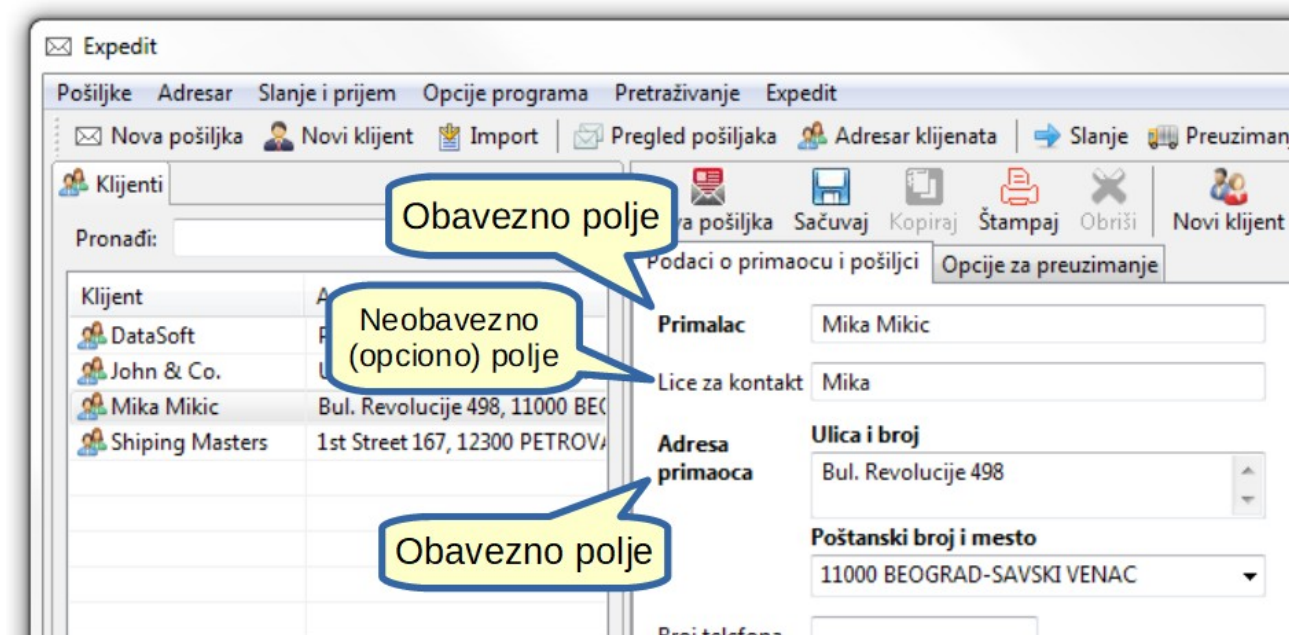 Expedit
Pošiljke Adresar Slanje i prijem Opcije programa Pretraživanje Expedit
Nova pošiljka Novi klijent Import Pregled pošiljaka Adresar klijenata Slanje
Klijenti
Obavezno polje
pošiljka Sačuvaj Kopiraj Štampaj Obriši Novi klijent
Pronađi:
Podaci o primaocu i pošiljci Opcije za preuzimanje
Klijent
Neobavezno
(opciono) polje
Primalac Mika Mikic
DataSoft
John & Co.
Lice za kontakt Mika
Mika Mikic Bul. Revolucije 498, 11000
Shiping Masters 1st Street 167, 12300
Adresa
primaoca
Ulica i broj
Bul. Revolucije 498
Obavezno polje
Poštanski broj i mesto
11000 BEOGRAD-SAVSKI VENAC